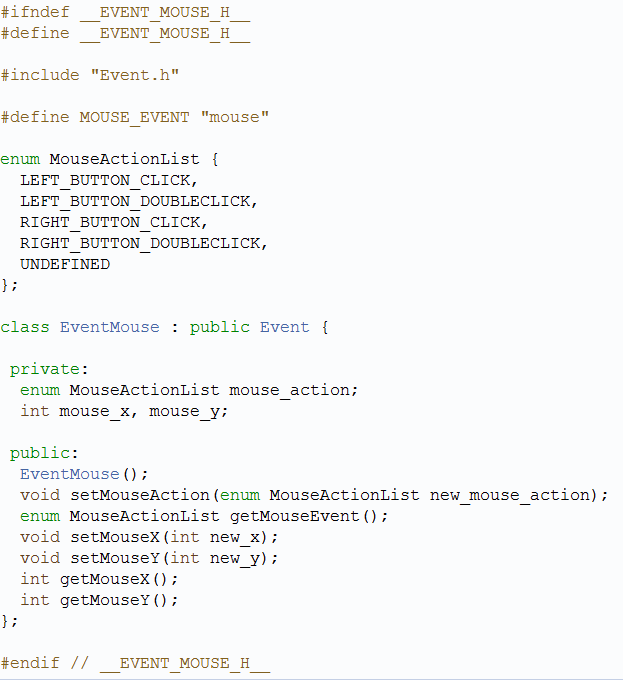 #ifndef __EVENT_MOUSE_H__
#define __EVENT_MOUSE_H__

#include "Event.h"

#define MOUSE_EVENT "mouse"

enum MouseActionList {
  LEFT_BUTTON_CLICK,
  LEFT_BUTTON_DOUBLECLICK,
  RIGHT_BUTTON_CLICK,
  RIGHT_BUTTON_DOUBLECLICK,
  UNDEFINED
};

class EventMouse : public Event {

 private:
  enum MouseActionList mouse_action;
  int mouse_x, mouse_y;

 public:
  EventMouse();
  void setMouseAction(enum MouseActionList new_mouse_action);
  enum MouseActionList getMouseEvent();
  void setMouseX(int new_x);
  void setMouseY(int new_y);
  int getMouseX();
  int getMouseY();
};

#endif // __EVENT_MOUSE_H__